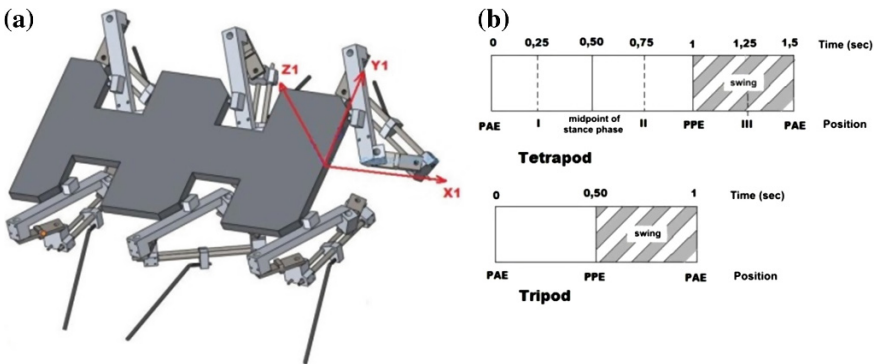 (a)
Z1
Y1
X1
(b)
0 0,25 0,50 0,75 1 1,25 1,5 Time (sec)
swing
PAE I midpoint of stance phase II PPE III PAE Position
Tetrapod
0 0,50 1 Time (sec)
swing
PAE PPE PAE Position
Tripod